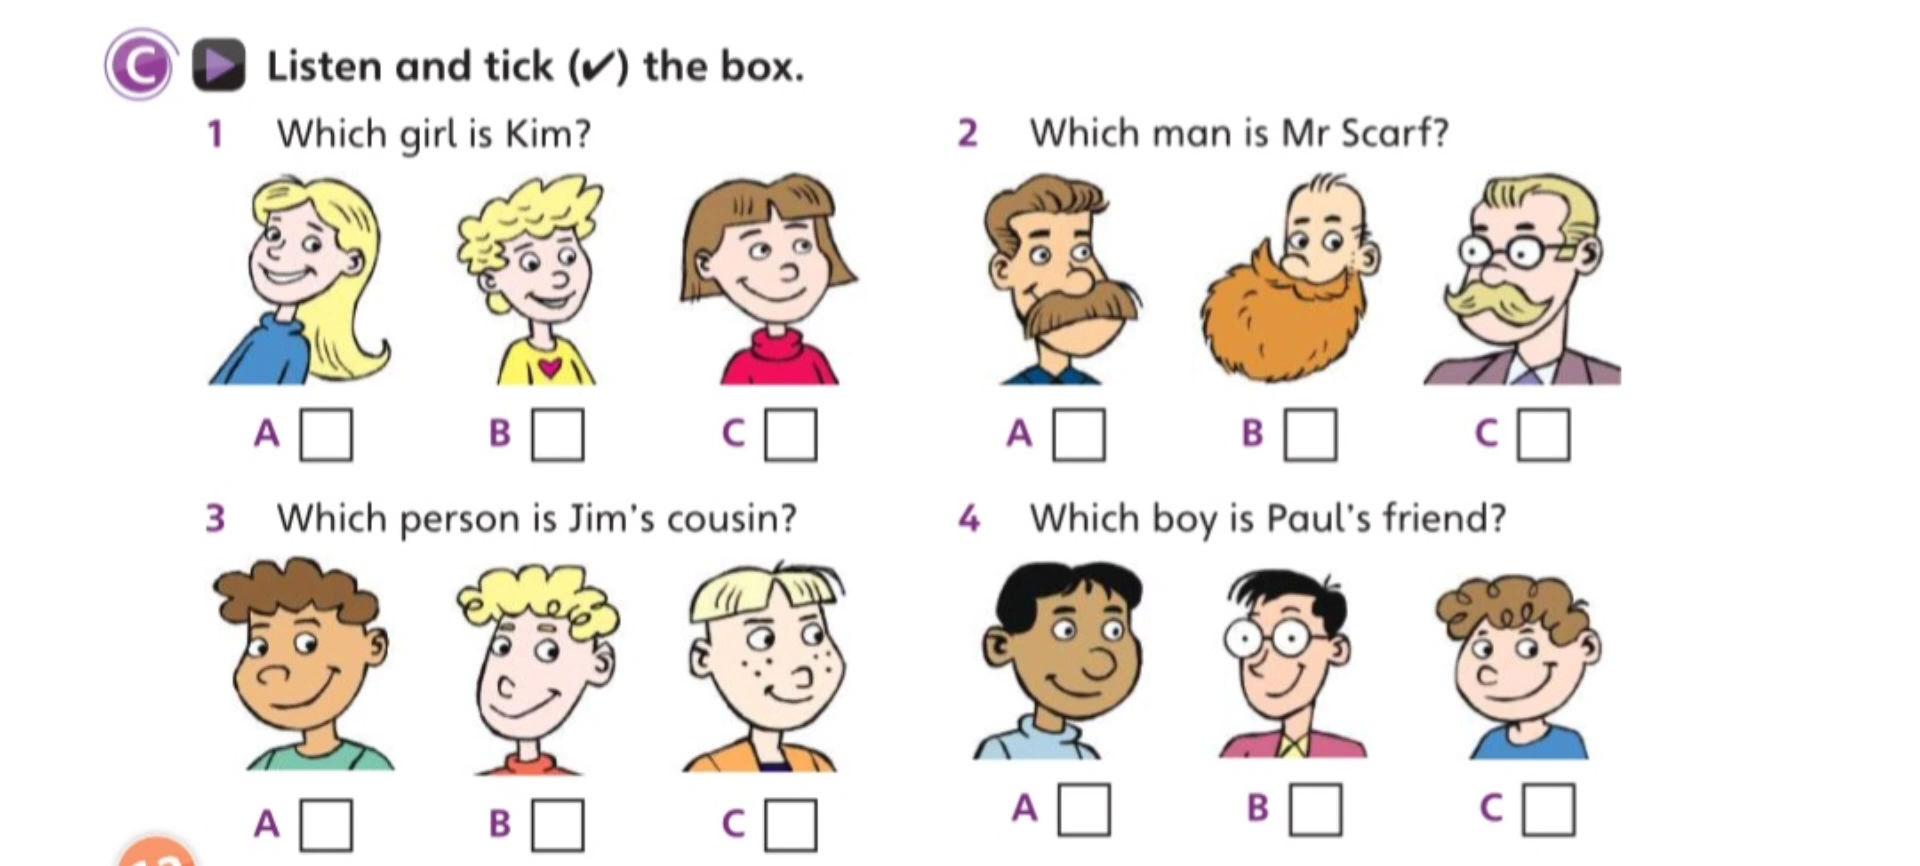 C Listen and tick (✔) the box.
1 Which girl is Kim?
2 Which man is Mr Scarf?
A B C
A B C
3 Which person is Jim's cousin?
4 Which boy is Paul's friend?
A B C
A B C